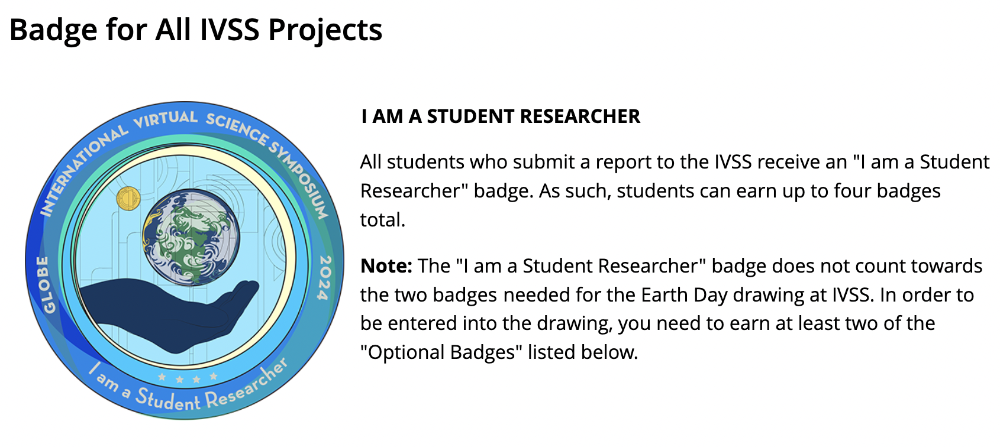 Badge for All IVSS Projects
INTERNATIONAL VIRTUAL SCIENCE SYMPOSIUM
GLOBE
2024
I am a Student Researcher
I AM A STUDENT RESEARCHER
All students who submit a report to the IVSS receive an "I am a Student
Researcher" badge. As such, students can earn up to four badges
total.
Note: The "I am a Student Researcher" badge does not count towards
the two badges needed for the Earth Day drawing at IVSS. In order to
be entered into the drawing, you need to earn at least two of the
"Optional Badges" listed below.